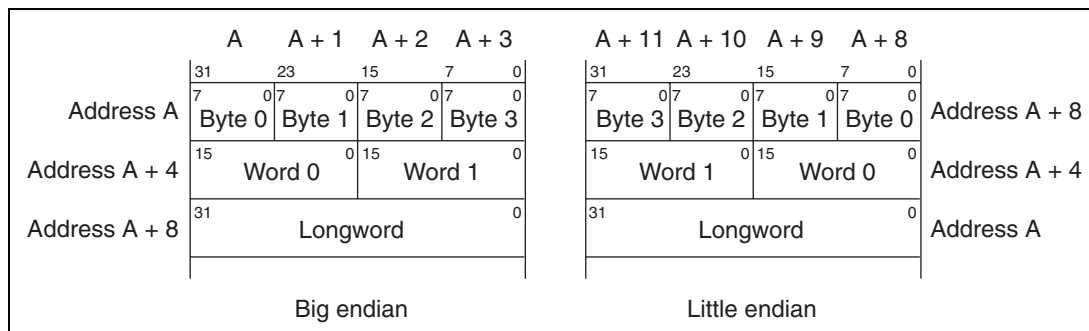 A A + 1 A + 2 A + 3 A + 11 A + 10 A + 9 A + 8
31 23 15 7 0 31 23 15 7 0
7 0 7 0 7 0 7 0 7 0 7 0 7 0 7 0
Address A Byte 0 Byte 1 Byte 2 Byte 3 Byte 3 Byte 2 Byte 1 Byte 0 Address A + 8
15 0 15 0 15 0 15 0
Address A + 4 Word 0 Word 1 Word 1 Word 0 Address A + 4
31 0 31 0
Address A + 8 Longword Longword Address A
Big endian Little endian